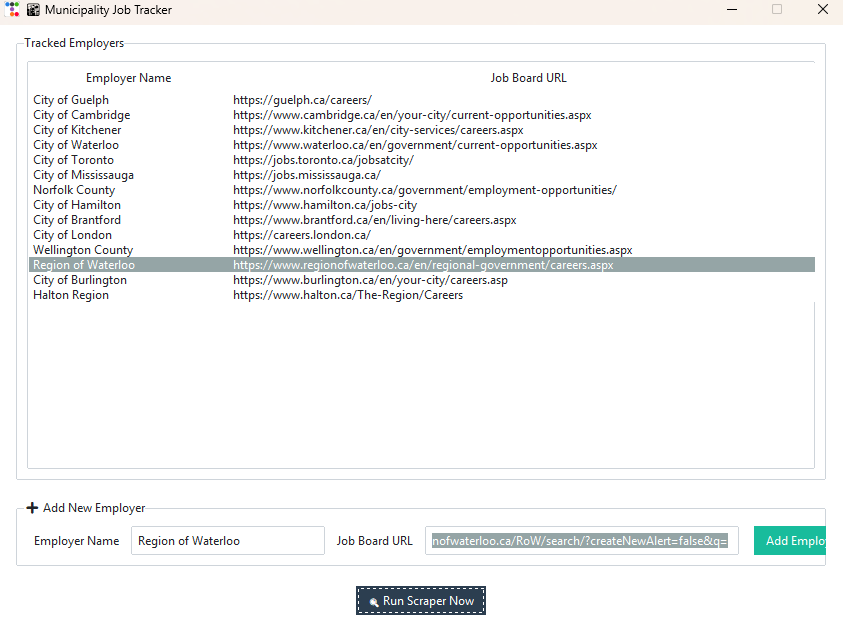 Municipality Job Tracker
Tracked Employers
Employer Name Job Board URL
City of Guelph https://guelph.ca/careers/
City of Cambridge https://www.cambridge.ca/en/your-city/current-opportunities.aspx
City of Kitchener https://www.kitchener.ca/en/city-services/careers.aspx
City of Waterloo https://www.waterloo.ca/en/government/current-opportunities.aspx
City of Toronto https://jobs.toronto.ca/jobsatcity/
City of Mississauga https://jobs.mississauga.ca/
Norfolk County https://www.norfolkcounty.ca/government/employment-opportunities/
City of Hamilton https://www.hamilton.ca/jobs-city
City of Brantford https://www.brantford.ca/en/living-here/careers.aspx
City of London https://careers.london.ca/
Wellington County https://www.wellington.ca/en/government/employmentopportunities.aspx
Region of Waterloo https://www.regionofwaterloo.ca/en/regional-government/careers.aspx
City of Burlington https://www.burlington.ca/en/your-city/careers.asp
Halton Region https://www.halton.ca/The-Region/Careers
Add New Employer
Employer Name Region of Waterloo Job Board URL nofwaterloo.ca/RoW/search/?createNewAlert=false&q= Add Emplo
Run Scraper Now